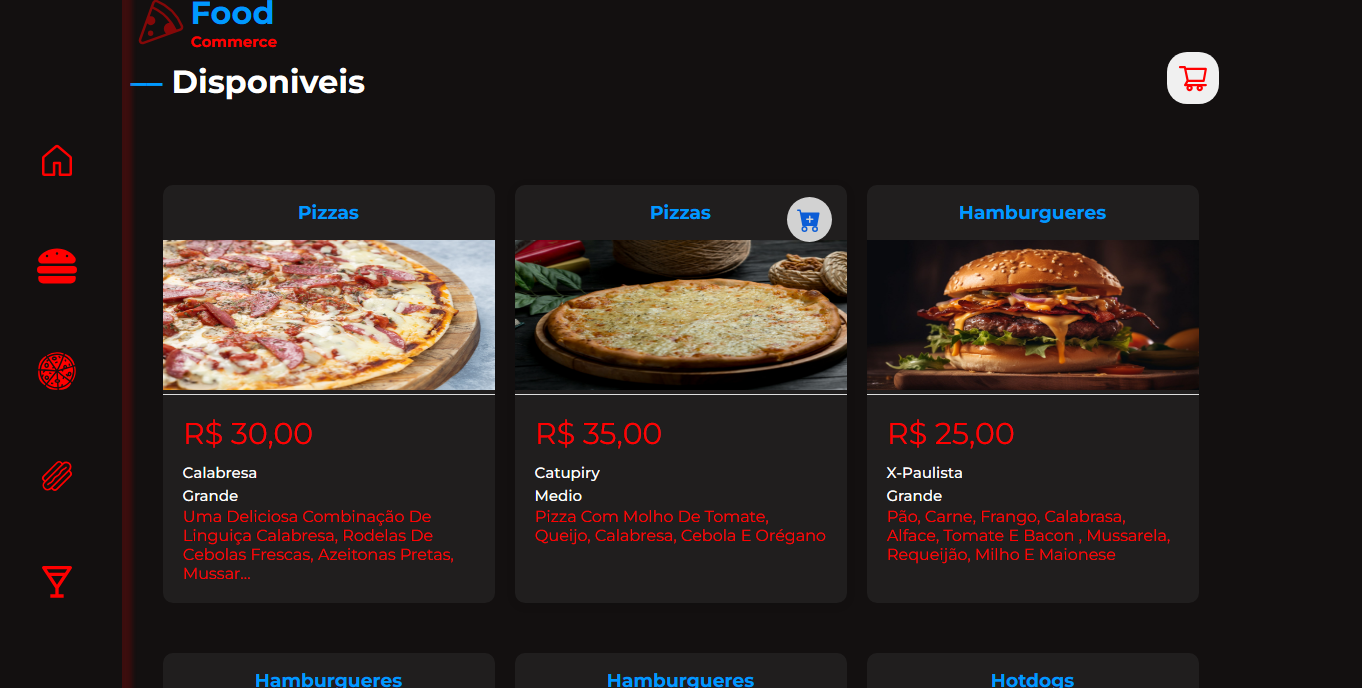 Food
Commerce
Disponiveis
Pizzas
R$ 30,00
Calabresa
Grande
Uma Deliciosa Combinação De
Linguiça Calabresa, Rodelas De
Cebolas Frescas, Azeitonas Pretas,
Mussar...
Pizzas
R$ 35,00
Catupiry
Medio
Pizza Com Molho De Tomate,
Queijo, Calabresa, Cebola E Orégano
Hamburgueres
R$ 25,00
X-Paulista
Grande
Pão, Carne, Frango, Calabrasa,
Alface, Tomate E Bacon , Mussarela,
Requeijão, Milho E Maionese
Hamburgueres
Hamburgueres
Hotdogs